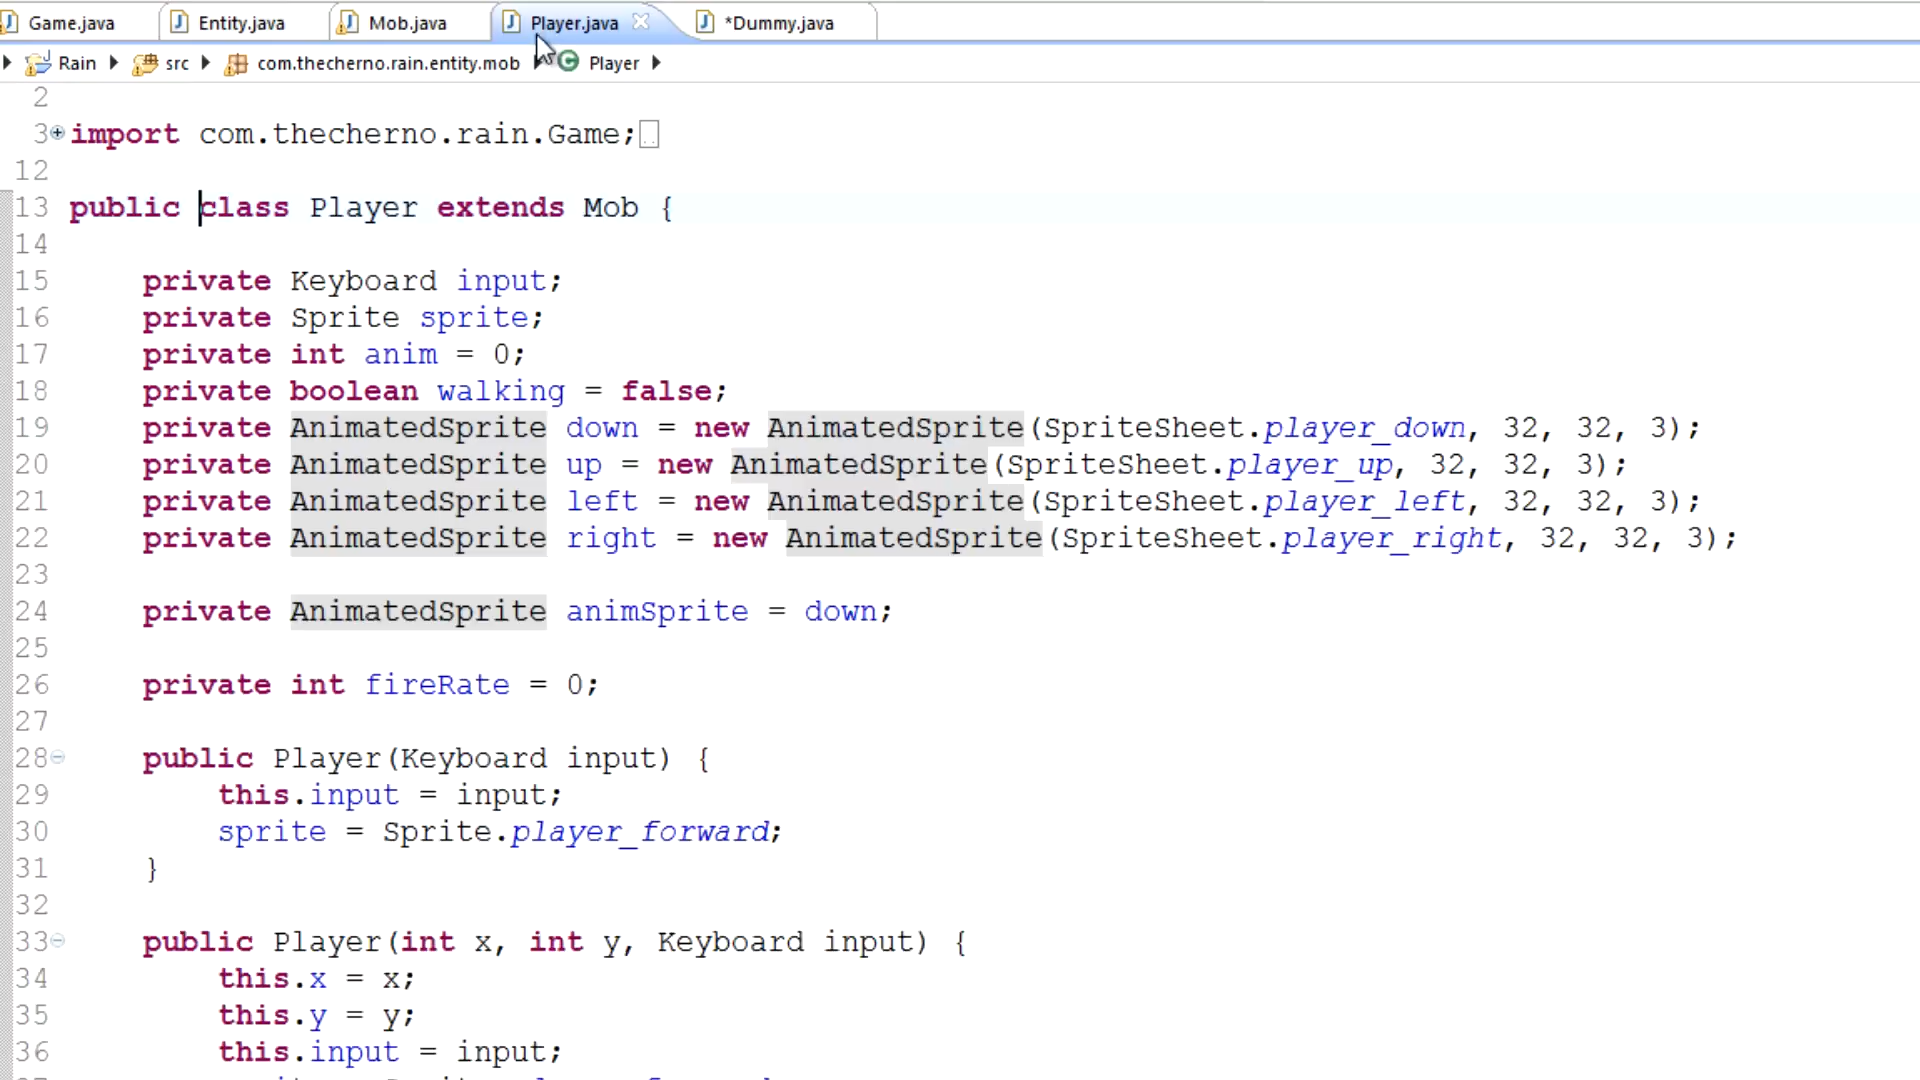 Game.java Entity.java Mob.java Player.java *Dummy.java
Rain src com.thecherno.rain.entity.mob Player
2
3 import com.thecherno.rain.Game;
12
13 public class Player extends Mob {
14
15 private Keyboard input;
16 private Sprite sprite;
17 private int anim = 0;
18 private boolean walking = false;
19 private AnimatedSprite down = new AnimatedSprite(SpriteSheet.player_down, 32, 32, 3);
20 private AnimatedSprite up = new AnimatedSprite(SpriteSheet.player_up, 32, 32, 3);
21 private AnimatedSprite left = new AnimatedSprite(SpriteSheet.player_left, 32, 32, 3);
22 private AnimatedSprite right = new AnimatedSprite(SpriteSheet.player_right, 32, 32, 3);
23
24 private AnimatedSprite animSprite = down;
25
26 private int fireRate = 0;
27
28 public Player(Keyboard input) {
29 this.input = input;
30 sprite = Sprite.player_forward;
31 }
32
33 public Player(int x, int y, Keyboard input) {
34 this.x = x;
35 this.y = y;
36 this.input = input;